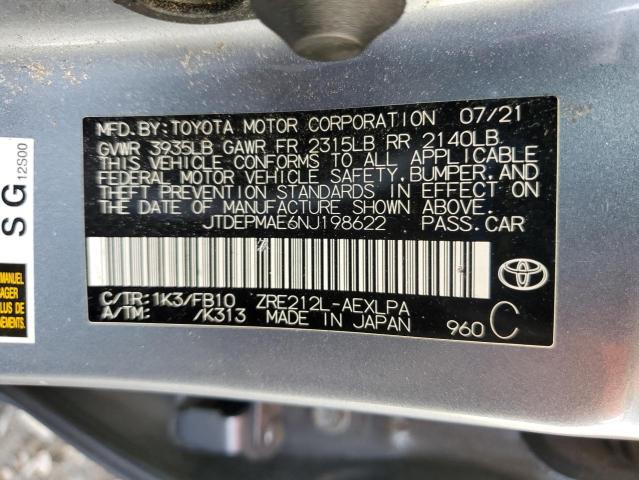 MFD.BY:TOYOTA MOTOR CORPORATION 07/21
GVWR 3935LB GAWR FR 2315LB RR 2140LB
THIS VEHICLE CONFORMS TO ALL APPLICABLE
FEDERAL MOTOR VEHICLE SAFETY,BUMPER,AND
THEFT PREVENTION STANDARDS IN EFFECT ON
THE DATE OF MANUFACTURE SHOWN ABOVE.
JTDEPMAE6NJ198622 PASS.CAR
C/TR:1K3/FB10 ZRE212L-AEXLPA
A/TM: /K313 MADE IN JAPAN 960 C
SG
12S00